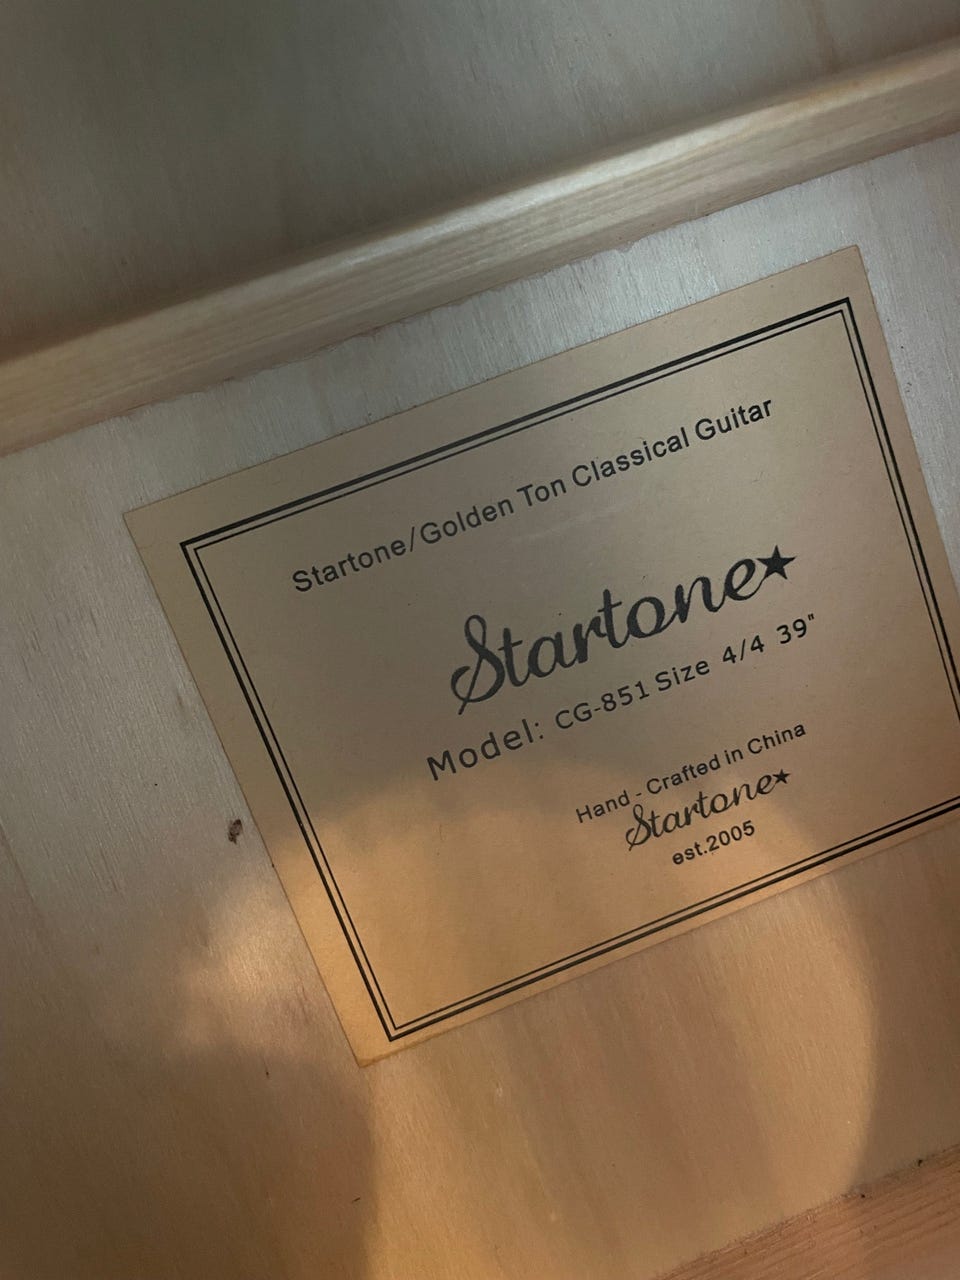 Startone/Golden Ton Classical Guitar
Startone
Model: CG-851 Size 4/4 39"
Hand - Crafted in China
Startone
est.2005